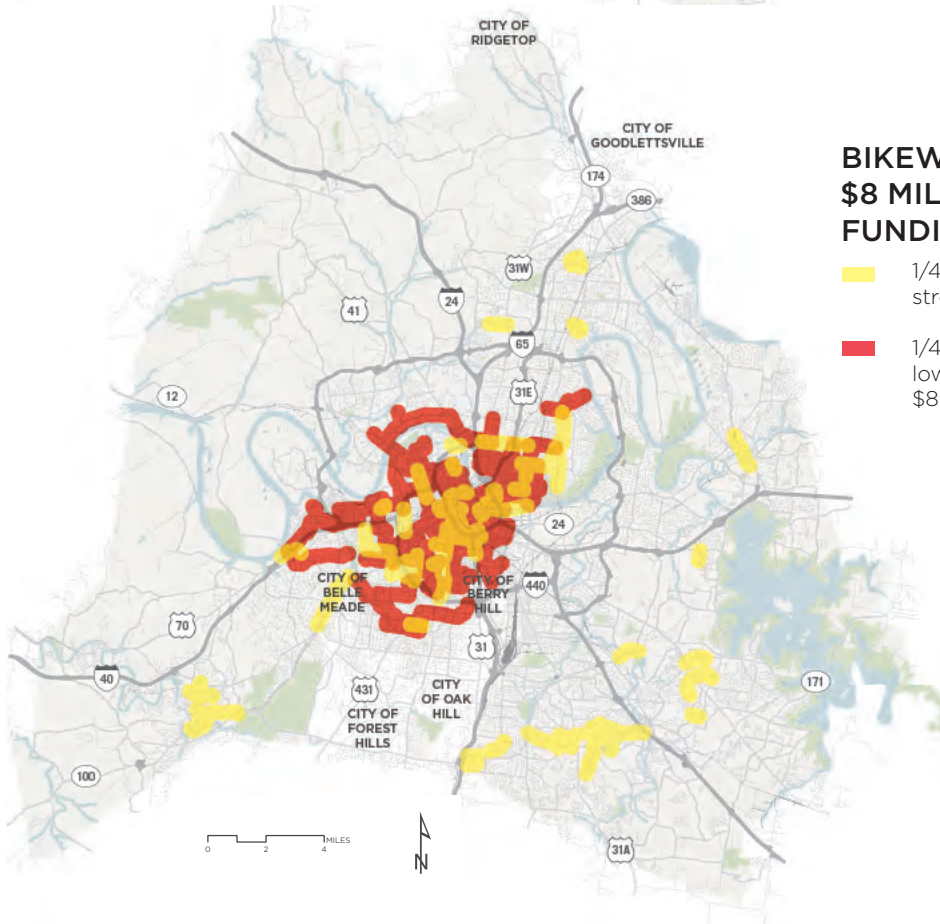 CITY OF
RIDGETOP
CITY OF
GOODLETTSVILLE
174
386
BIKEW
$8 MIL
FUNDI
1/4
stre
1/4
low
$8
31W
24
41
65
31E
12
24
CITY OF
BELLE
MEADE
CITY OF
BERRY
HILL
440
70
31
40
171
431
CITY
OF OAK
HILL
CITY OF
FOREST
HILLS
100
MILES
0
2
4
N
31A